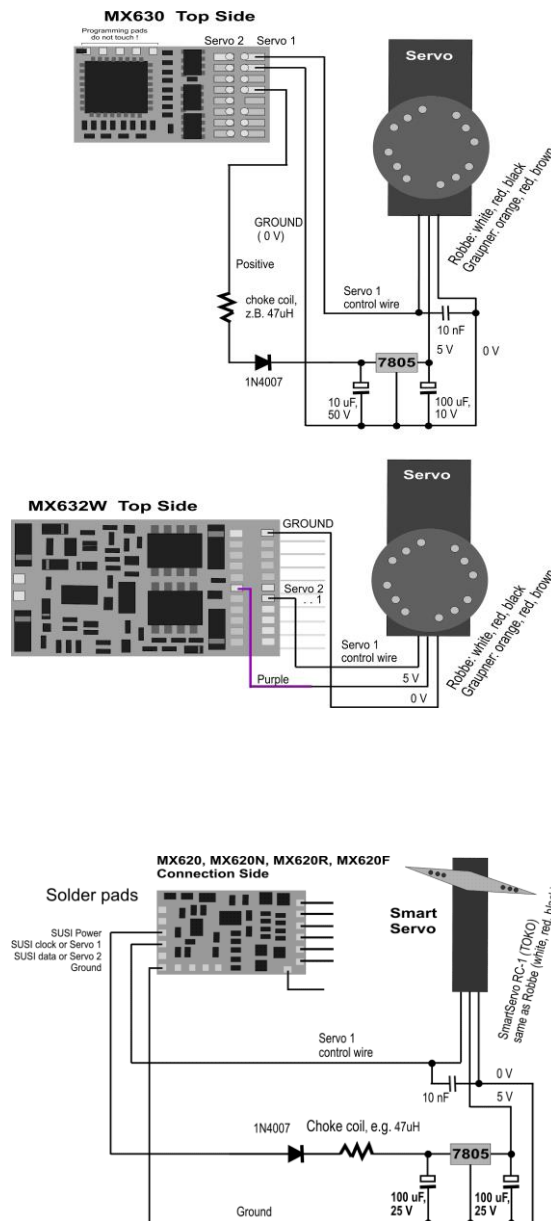 MX630 Top Side
Programming pads
do not touch !
Servo 2 Servo 1
Servo
Robbe: white, red, black
Graupner: orange, red, brown
GROUND
( 0 V)
Positive
choke coil,
z.B. 47uH
Servo 1
control wire
10 nF
5 V
0 V
1N4007
7805
10 uF,
50 V
100 uF,
10 V
Servo
MX632W Top Side
GROUND
Servo 2
. . 1
Robbe: white, red, black
Graupner: orange, red, brown
Servo 1
control wire
Purple
5 V
0 V
MX620, MX620N, MX620R, MX620F
Connection Side
Solder pads
Smart
Servo
SUSI Power
SUSI clock or Servo 1
SUSI data or Servo 2
Ground
SmartServo RC-1 (TOKO)
same as Robbe (white, red,
Servo 1
control wire
0 V
10 nF
5 V
1N4007
Choke coil, e.g. 47uH
7805
100 uF,
25 V
100 uF,
25 V
Ground